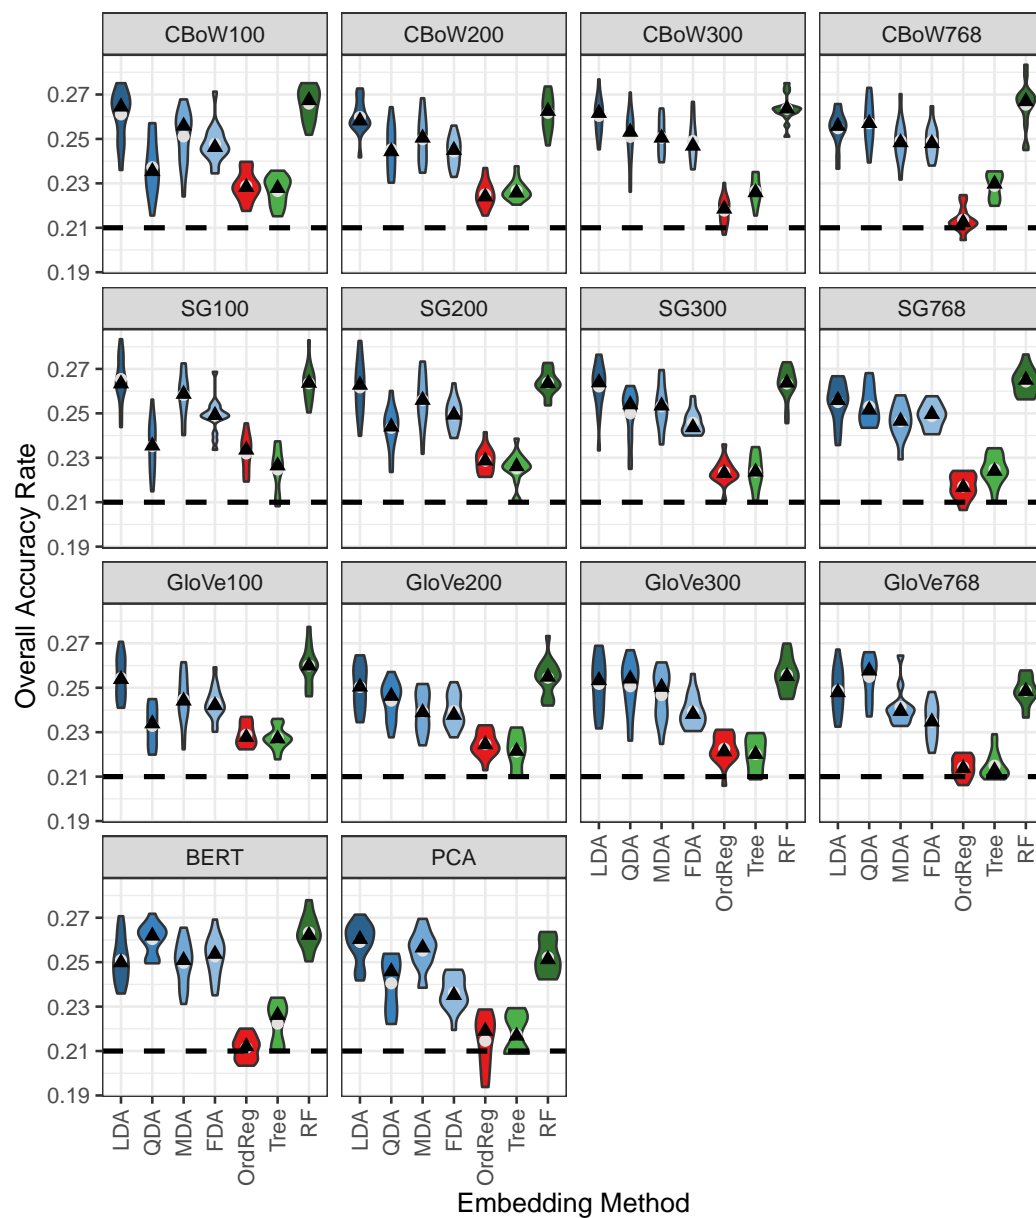 CBoW100 CBoW200 CBoW300 CBoW768
0.27
0.25
0.23
0.21
0.19
SG100 SG200 SG300 SG768
0.27
0.25
0.23
0.21
0.19
GloVe100 GloVe200 GloVe300 GloVe768
0.27
0.25
0.23
0.21
0.19
BERT PCA
LDA QDA MDA FDA OrdReg Tree RF LDA QDA MDA FDA OrdReg Tree RF
0.27
0.25
0.23
0.21
0.19
LDA QDA MDA FDA OrdReg Tree RF LDA QDA MDA FDA OrdReg Tree RF
Overall Accuracy Rate
Embedding Method